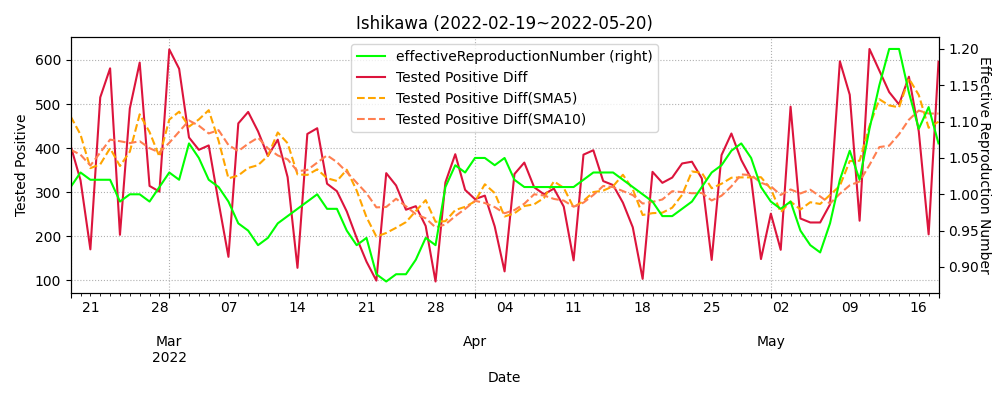 Ishikawa (2022-02-19~2022-05-20)
effectiveReproductionNumber (right)
Tested Positive Diff
Tested Positive Diff(SMA5)
Tested Positive Diff(SMA10)
Tested Positive
600
500
400
300
200
100
Effective Reproduction Number
1.20
1.15
1.10
1.05
1.00
0.95
0.90
21 28 07 14 21 28 04 11 18 25 02 09 16
Mar Apr May
2022
Date